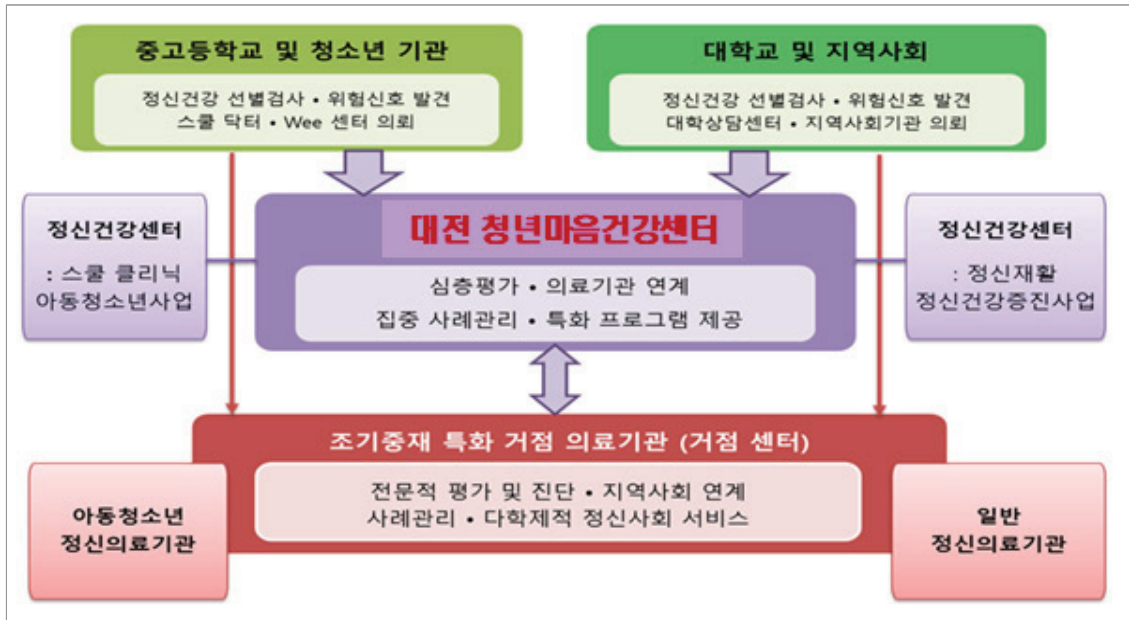 중고등학교 및 청소년 기관
정신건강 선별검사 • 위험신호 발견
스쿨 닥터 • Wee 센터 의뢰
대학교 및 지역사회
정신건강 선별검사 • 위험신호 발견
대학상담센터 • 지역사회기관 의뢰
정신건강센터
: 스쿨 클리닉
아동청소년사업
대전 청년마음건강센터
심층평가 • 의료기관 연계
집중 사례관리 • 특화 프로그램 제공
정신건강센터
: 정신재활
정신건강증진사업
조기중재 특화 거점 의료기관 (거점 센터)
전문적 평가 및 진단 • 지역사회 연계
사례관리 • 다학제적 정신사회 서비스
아동청소년
정신의료기관
일반
정신의료기관